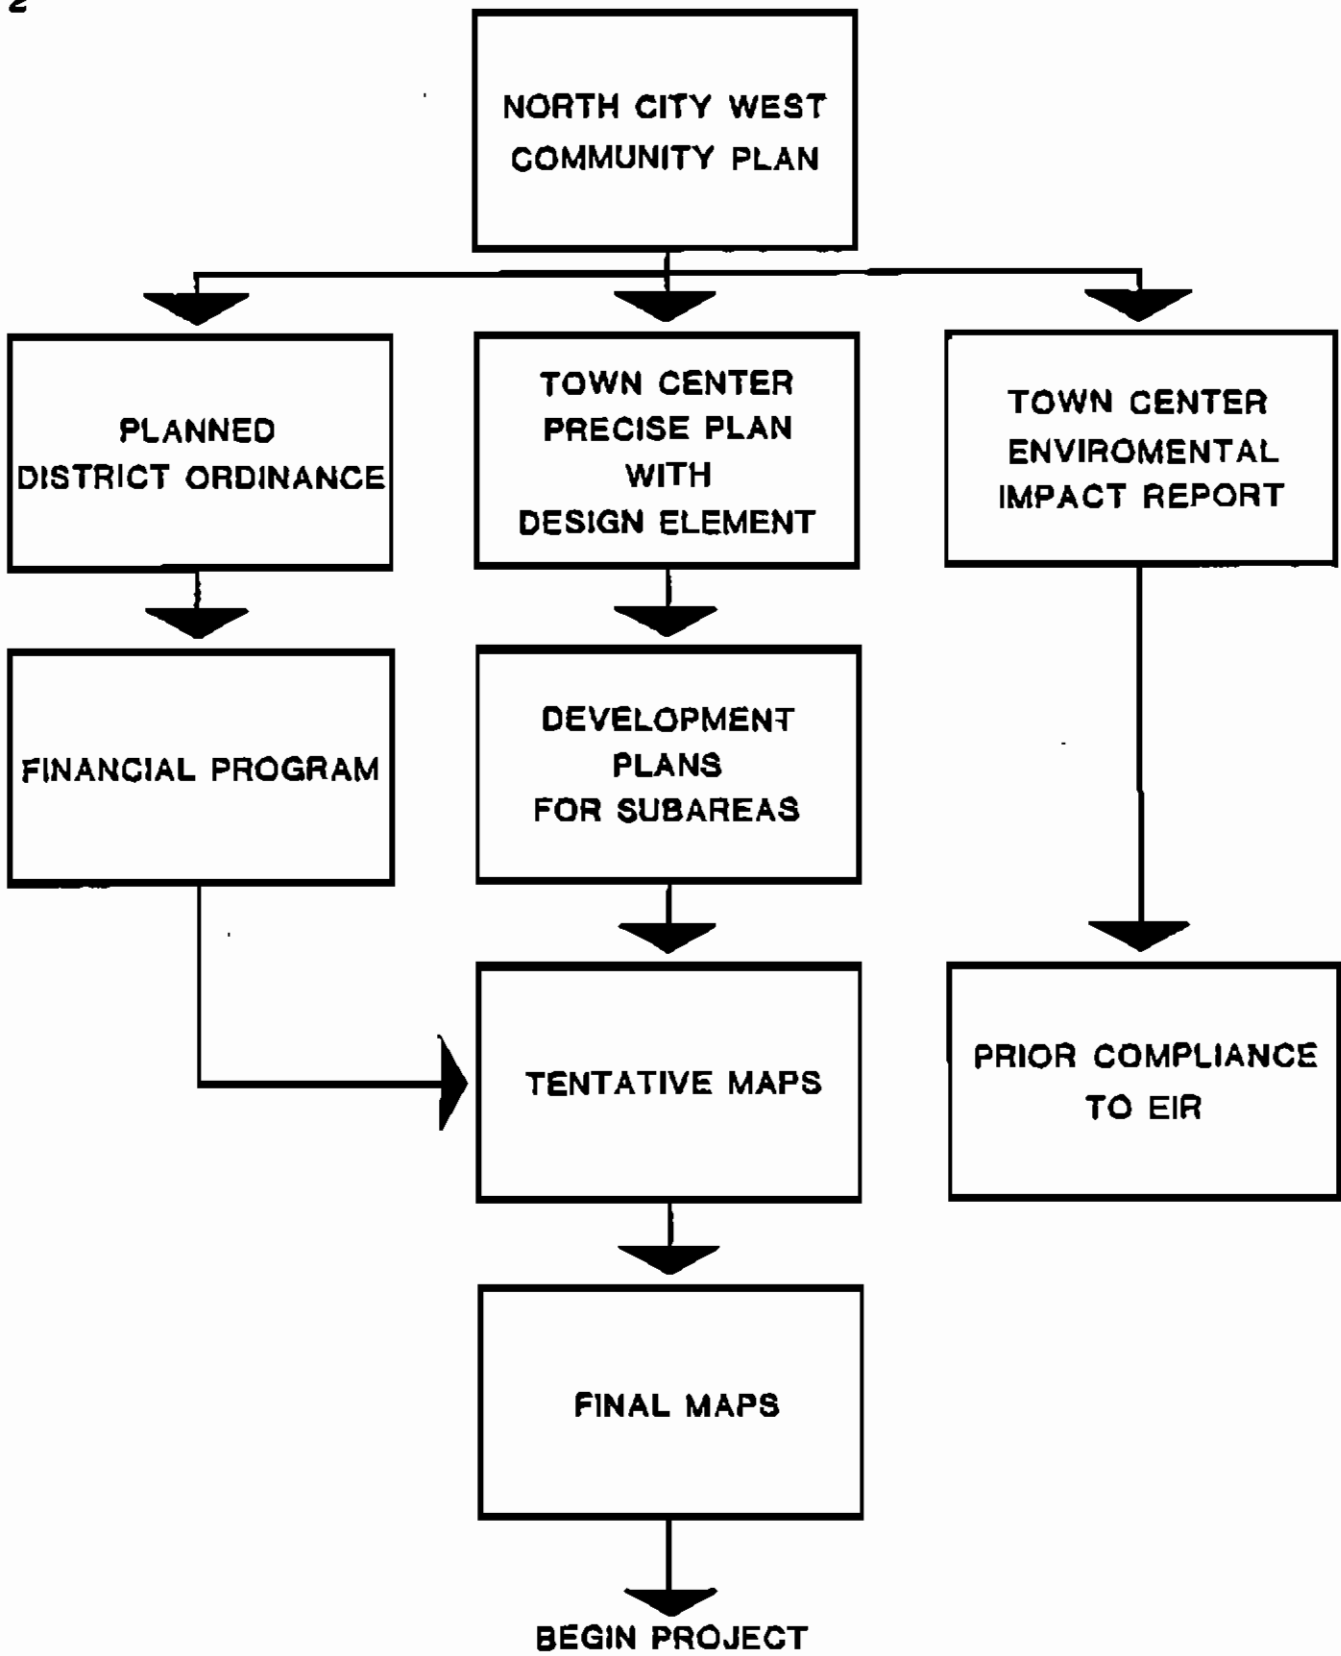 2
NORTH CITY WEST
COMMUNITY PLAN
PLANNED
DISTRICT ORDINANCE
TOWN CENTER
PRECISE PLAN
WITH
DESIGN ELEMENT
TOWN CENTER
ENVIROMENTAL
IMPACT REPORT
FINANCIAL PROGRAM
DEVELOPMENT
PLANS
FOR SUBAREAS
TENTATIVE MAPS
PRIOR COMPLIANCE
TO EIR
FINAL MAPS
BEGIN PROJECT